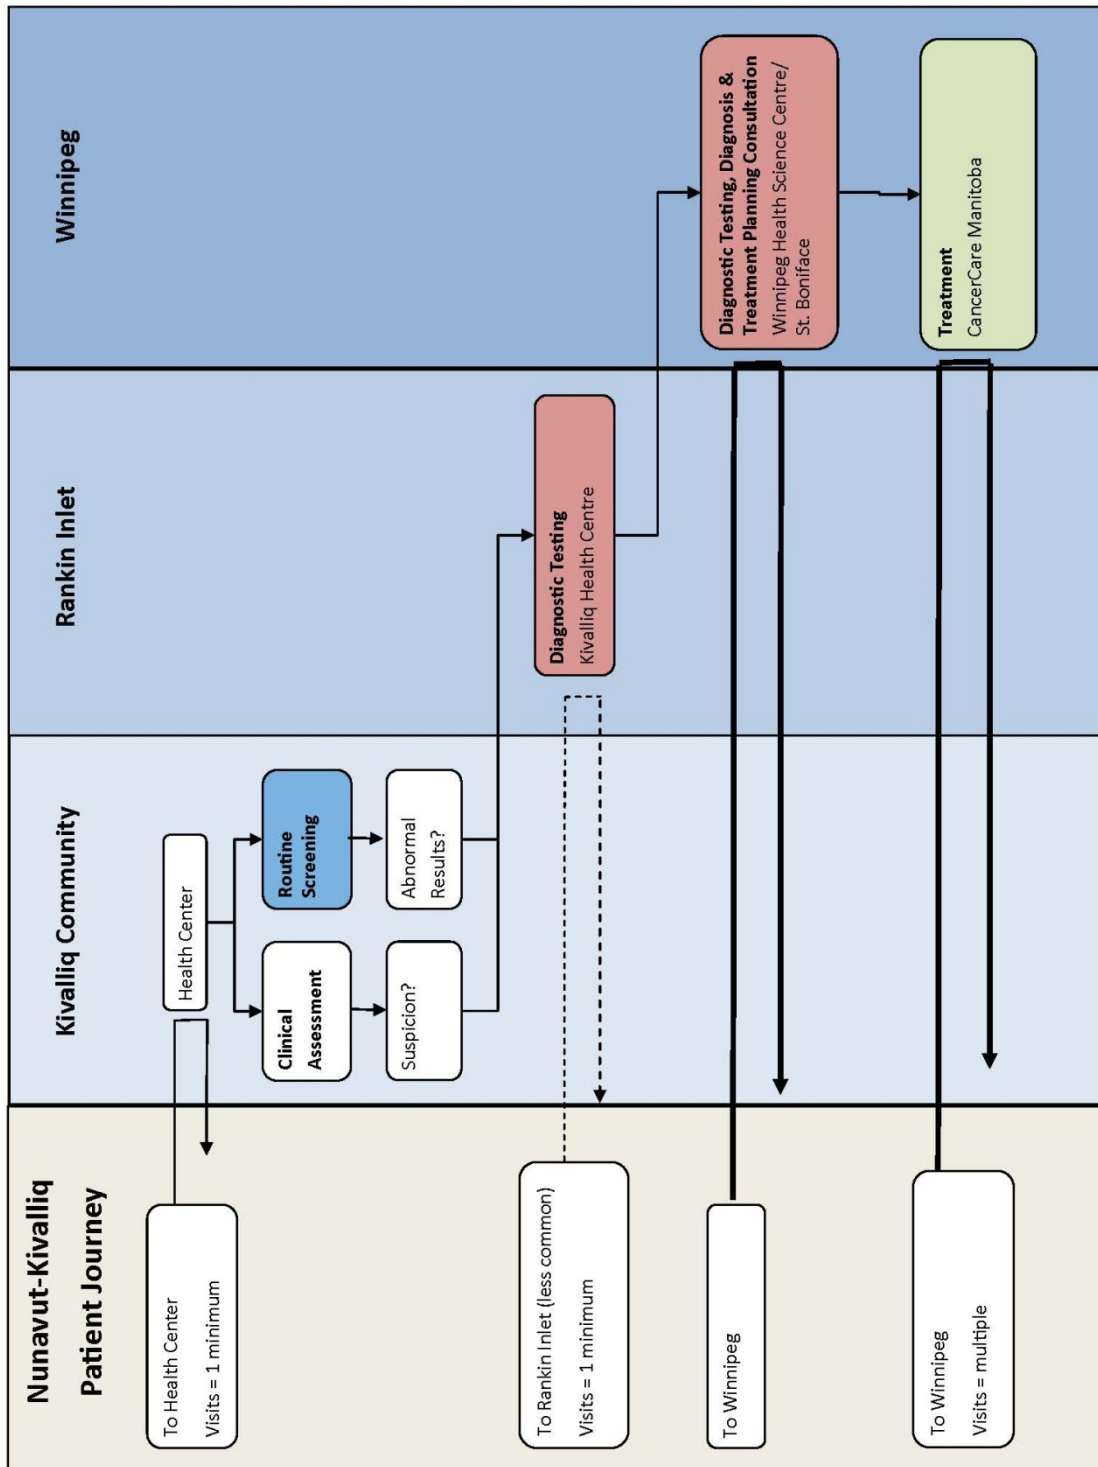 Nunavut-Kivalliq
Patient Journey
Kivalliq Community
Rankin Inlet
Winnipeg
To Health Center
Visits = 1 minimum
Health Center
Clinical
Assessment
Routine
Screening
Suspicion?
Abnormal
Results?
To Rankin Inlet (less common)
Visits = 1 minimum
Diagnostic Testing
Kivalliq Health Centre
To Winnipeg
Diagnostic Testing, Diagnosis &
Treatment Planning Consultation
Winnipeg Health Science Centre/
St. Boniface
To Winnipeg
Visits = multiple
Treatment
CancerCare Manitoba